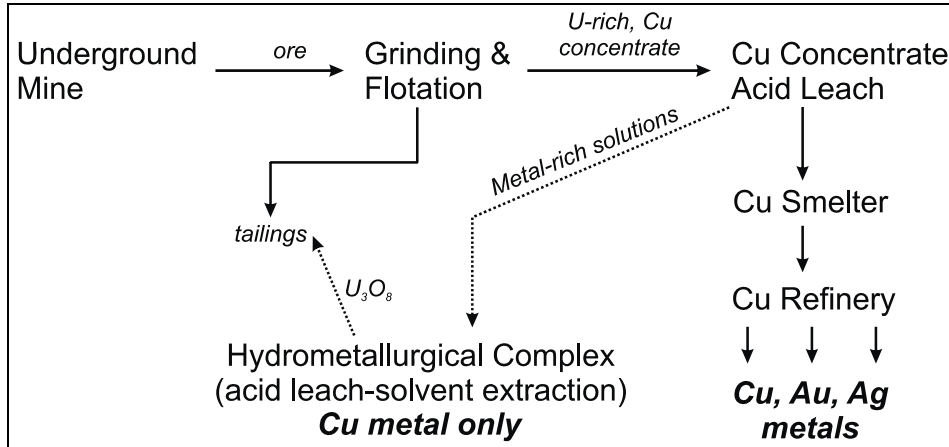 Underground
Mine
ore
Grinding &
Flotation
U-rich, Cu
concentrate
Cu Concentrate
Acid Leach
Metal-rich solutions
Cu Smelter
tailings
U₃O₈
Cu Refinery
Hydrometallurgical Complex
(acid leach-solvent extraction)
Cu metal only
Cu, Au, Ag
metals